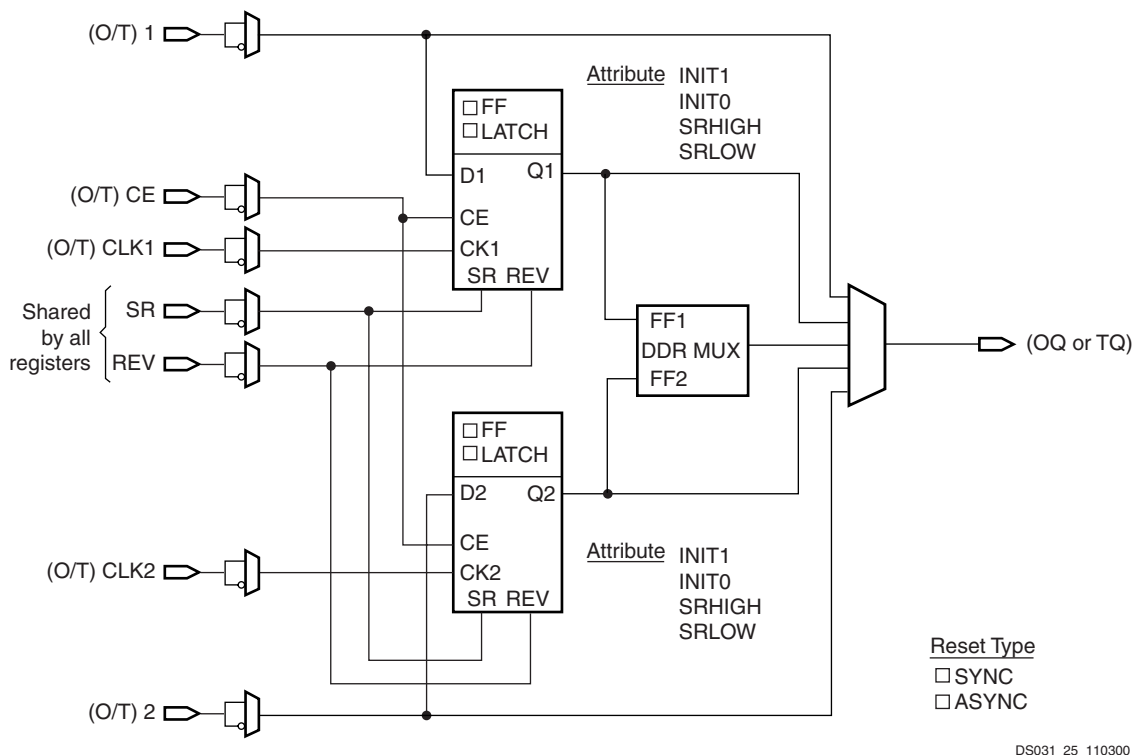 (O/T) 1
Attribute INIT1
INIT0
SRHIGH
SRLOW
FF
LATCH
D1 Q1
CE
CK1
SR REV
(O/T) CE
(O/T) CLK1
Shared
by all
registers
SR
REV
FF1
DDR MUX
FF2
(OQ or TQ)
FF
LATCH
D2 Q2
CE
CK2
SR REV
Attribute INIT1
INIT0
SRHIGH
SRLOW
(O/T) CLK2
(O/T) 2
Reset Type
SYNC
ASYNC
DS031_25_110300